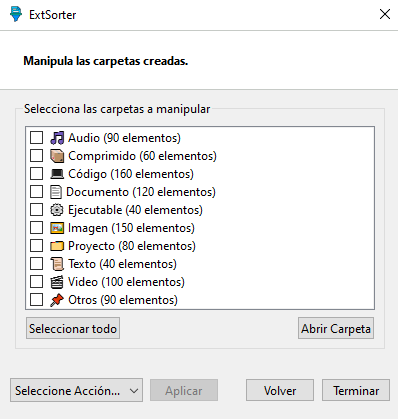 ExtSorter
Manipula las carpetas creadas.
Selecciona las carpetas a manipular
Audio (90 elementos)
Comprimido (60 elementos)
Código (160 elementos)
Documento (120 elementos)
Ejecutable (40 elementos)
Imagen (150 elementos)
Proyecto (80 elementos)
Texto (40 elementos)
Video (100 elementos)
Otros (90 elementos)
Seleccionar todo Abrir Carpeta
Seleccione Acción... Aplicar Volver Terminar